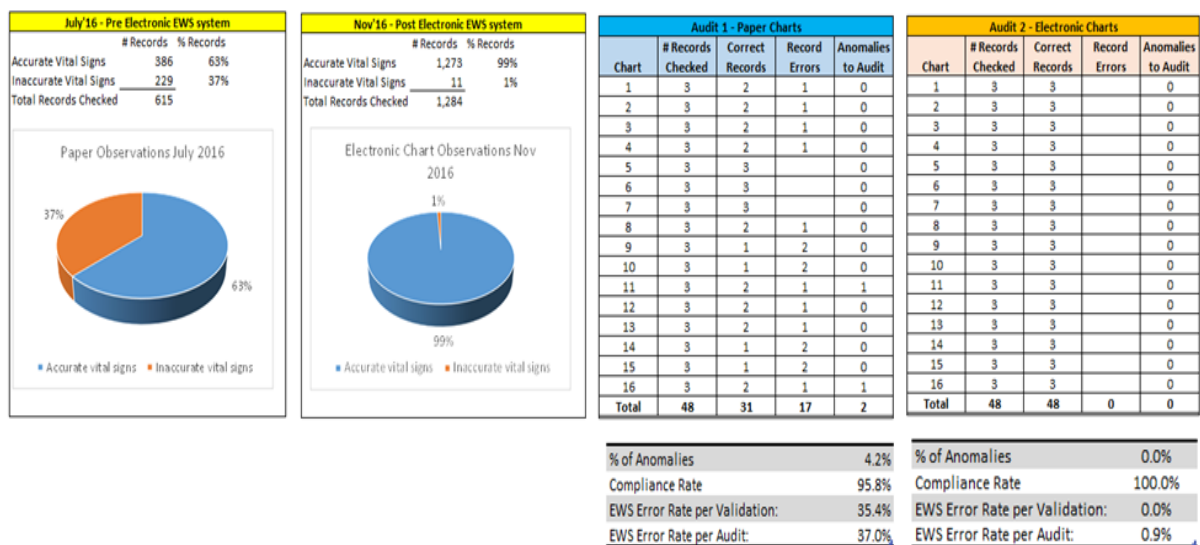 July'16 - Pre Electronic EWS system
# Records % Records
Accurate Vital Signs 386 63%
Inaccurate Vital Signs 229 37%
Total Records Checked 615
Paper Observations July 2016
37%
63%
Accurate vital signs Inaccurate vital signs
Nov'16 - Post Electronic EWS system
# Records % Records
Accurate Vital Signs 1,273 99%
Inaccurate Vital Signs 11 1%
Total Records Checked 1,284
Electronic Chart Observations Nov
2016
1%
99%
Accurate vital signs Inaccurate vital signs
Audit 1 - Paper Charts
# Records Correct Record Anomalies
Chart Checked Records Errors to Audit
1 3 2 1 0
2 3 2 1 0
3 3 2 1 0
4 3 2 1 0
5 3 3 0
6 3 3 0
7 3 3 0
8 3 2 1 0
9 3 1 2 0
10 3 1 2 0
11 3 2 1 1
12 3 2 1 0
13 3 2 1 0
14 3 1 2 0
15 3 1 2 0
16 3 2 1 1
Total 48 31 17 2
% of Anomalies 4.2%
Compliance Rate 95.8%
EWS Error Rate per Validation: 35.4%
EWS Error Rate per Audit: 37.0%
Audit 2 - Electronic Charts
# Records Correct Record Anomalies
Chart Checked Records Errors to Audit
1 3 3 0
2 3 3 0
3 3 3 0
4 3 3 0
5 3 3 0
6 3 3 0
7 3 3 0
8 3 3 0
9 3 3 0
10 3 3 0
11 3 3 0
12 3 3 0
13 3 3 0
14 3 3 0
15 3 3 0
16 3 3 0
Total 48 48 0 0
% of Anomalies 0.0%
Compliance Rate 100.0%
EWS Error Rate per Validation: 0.0%
EWS Error Rate per Audit: 0.9%